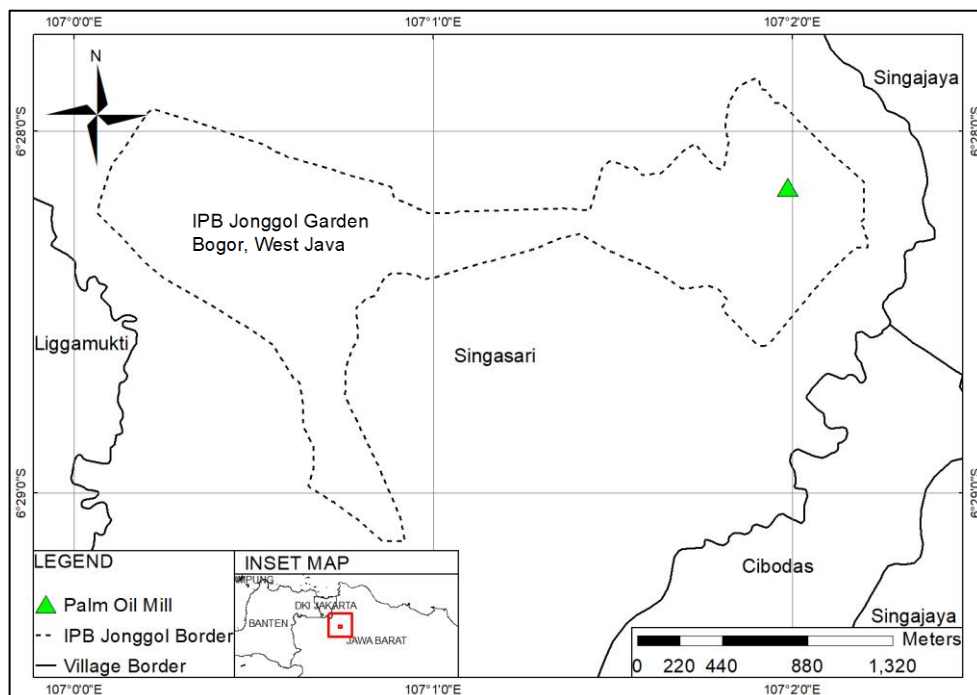 107°0'0"E 107°1'0"E 107°2'0"E
N
Singajaya
6°28'0"S 6°28'0"S
IPB Jonggol Garden
Bogor, West Java
Liggamukti
Singasari
6°29'0"S 6°29'0"S
Cibodas
Singajaya
LEGEND
Palm Oil Mill
IPB Jonggol Border
Village Border
INSET MAP
DKI JAKARTA
BANTEN
JAWA BARAT
Meters
0 220 440 880 1,320
107°0'0"E 107°1'0"E 107°2'0"E